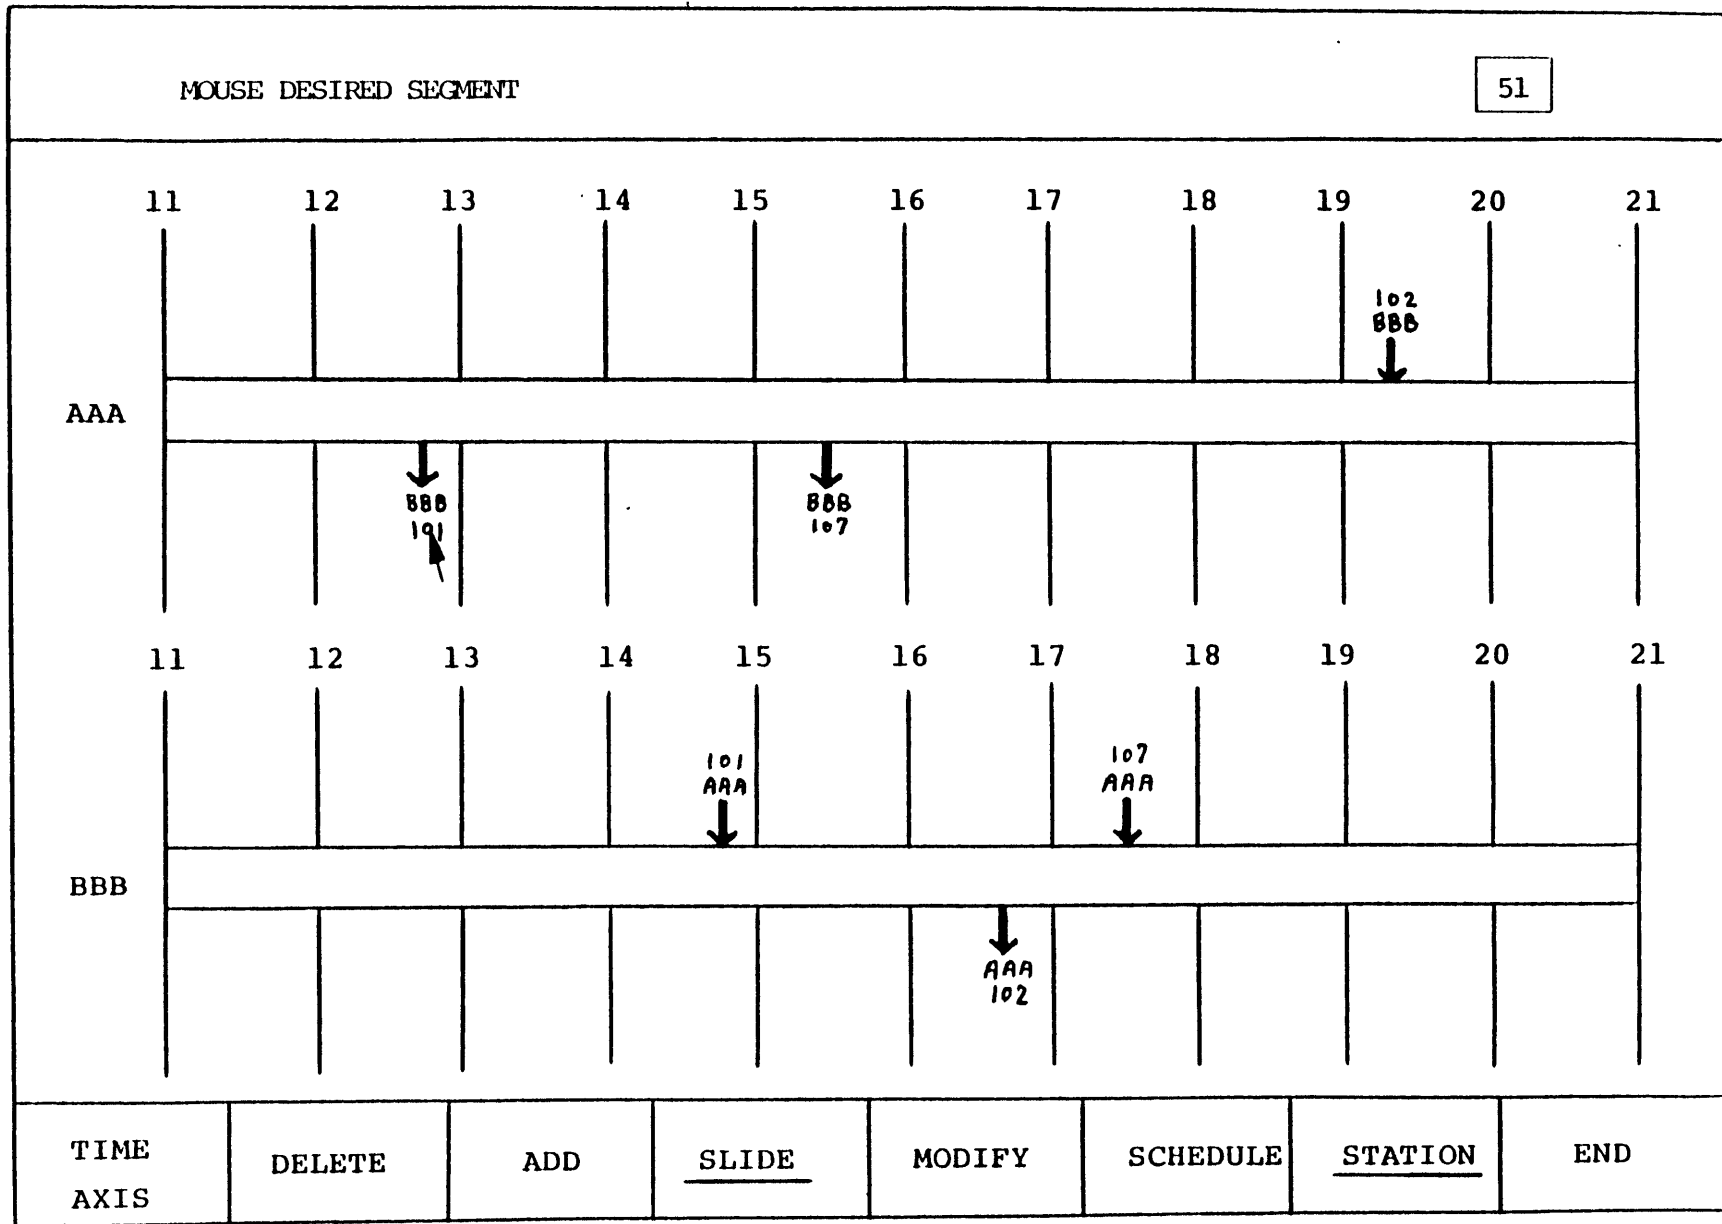 MOUSE DESIRED SEGMENT
51
11 12 13 14 15 16 17 18 19 20 21
102
BBB
AAA
BBB
101
BBB
107
11 12 13 14 15 16 17 18 19 20 21
101
AAA
107
AAA
BBB
AAA
102
TIME
AXIS
DELETE
ADD
SLIDE
MODIFY
SCHEDULE
STATION
END